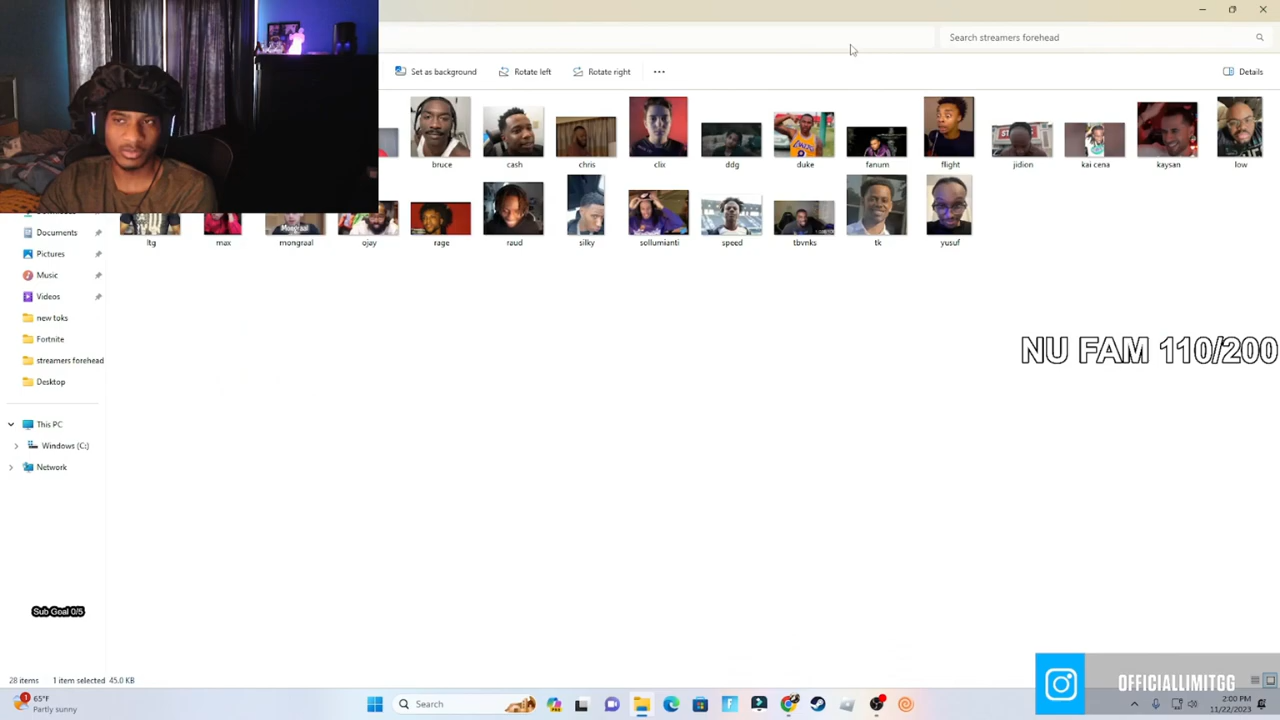 Search streamers forehead
Set as background Rotate left Rotate right ... Details
bruce cash chris clix ddg duke fanum flight jidion kai cena kaysan low
ltg max mongraal ojay rage raud silky sollumianti speed tbvnks tk yusuf
Documents
Pictures
Music
Videos
new toks
Fortnite
streamers forehead
Desktop
This PC
Windows (C:)
Network
NU FAM 110/200
Sub Goal 0/5
28 items 1 item selected 45.0 KB
OFFICIALLIMITGG
1
65°F
Partly sunny
Search
2:00 PM
11/22/2023